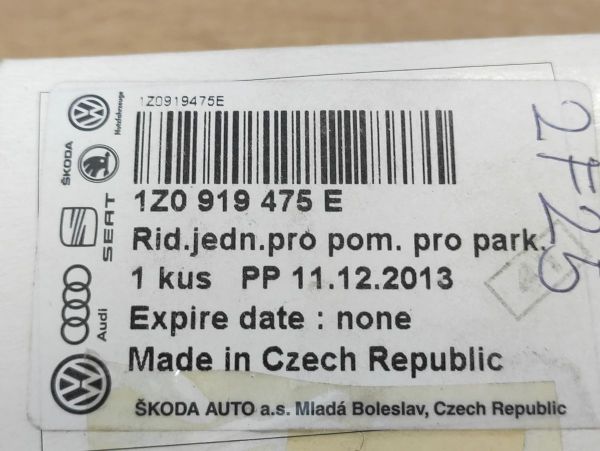 1Z0919475E
1Z0 919 475 E
Rid.jedn.pro pom. pro park.
1 kus PP 11.12.2013
Expire date : none
Made in Czech Republic
ŠKODA AUTO a.s. Mladá Boleslav, Czech Republic
Nutzfahrzeuge
ŠKODA
SEAT
Audi